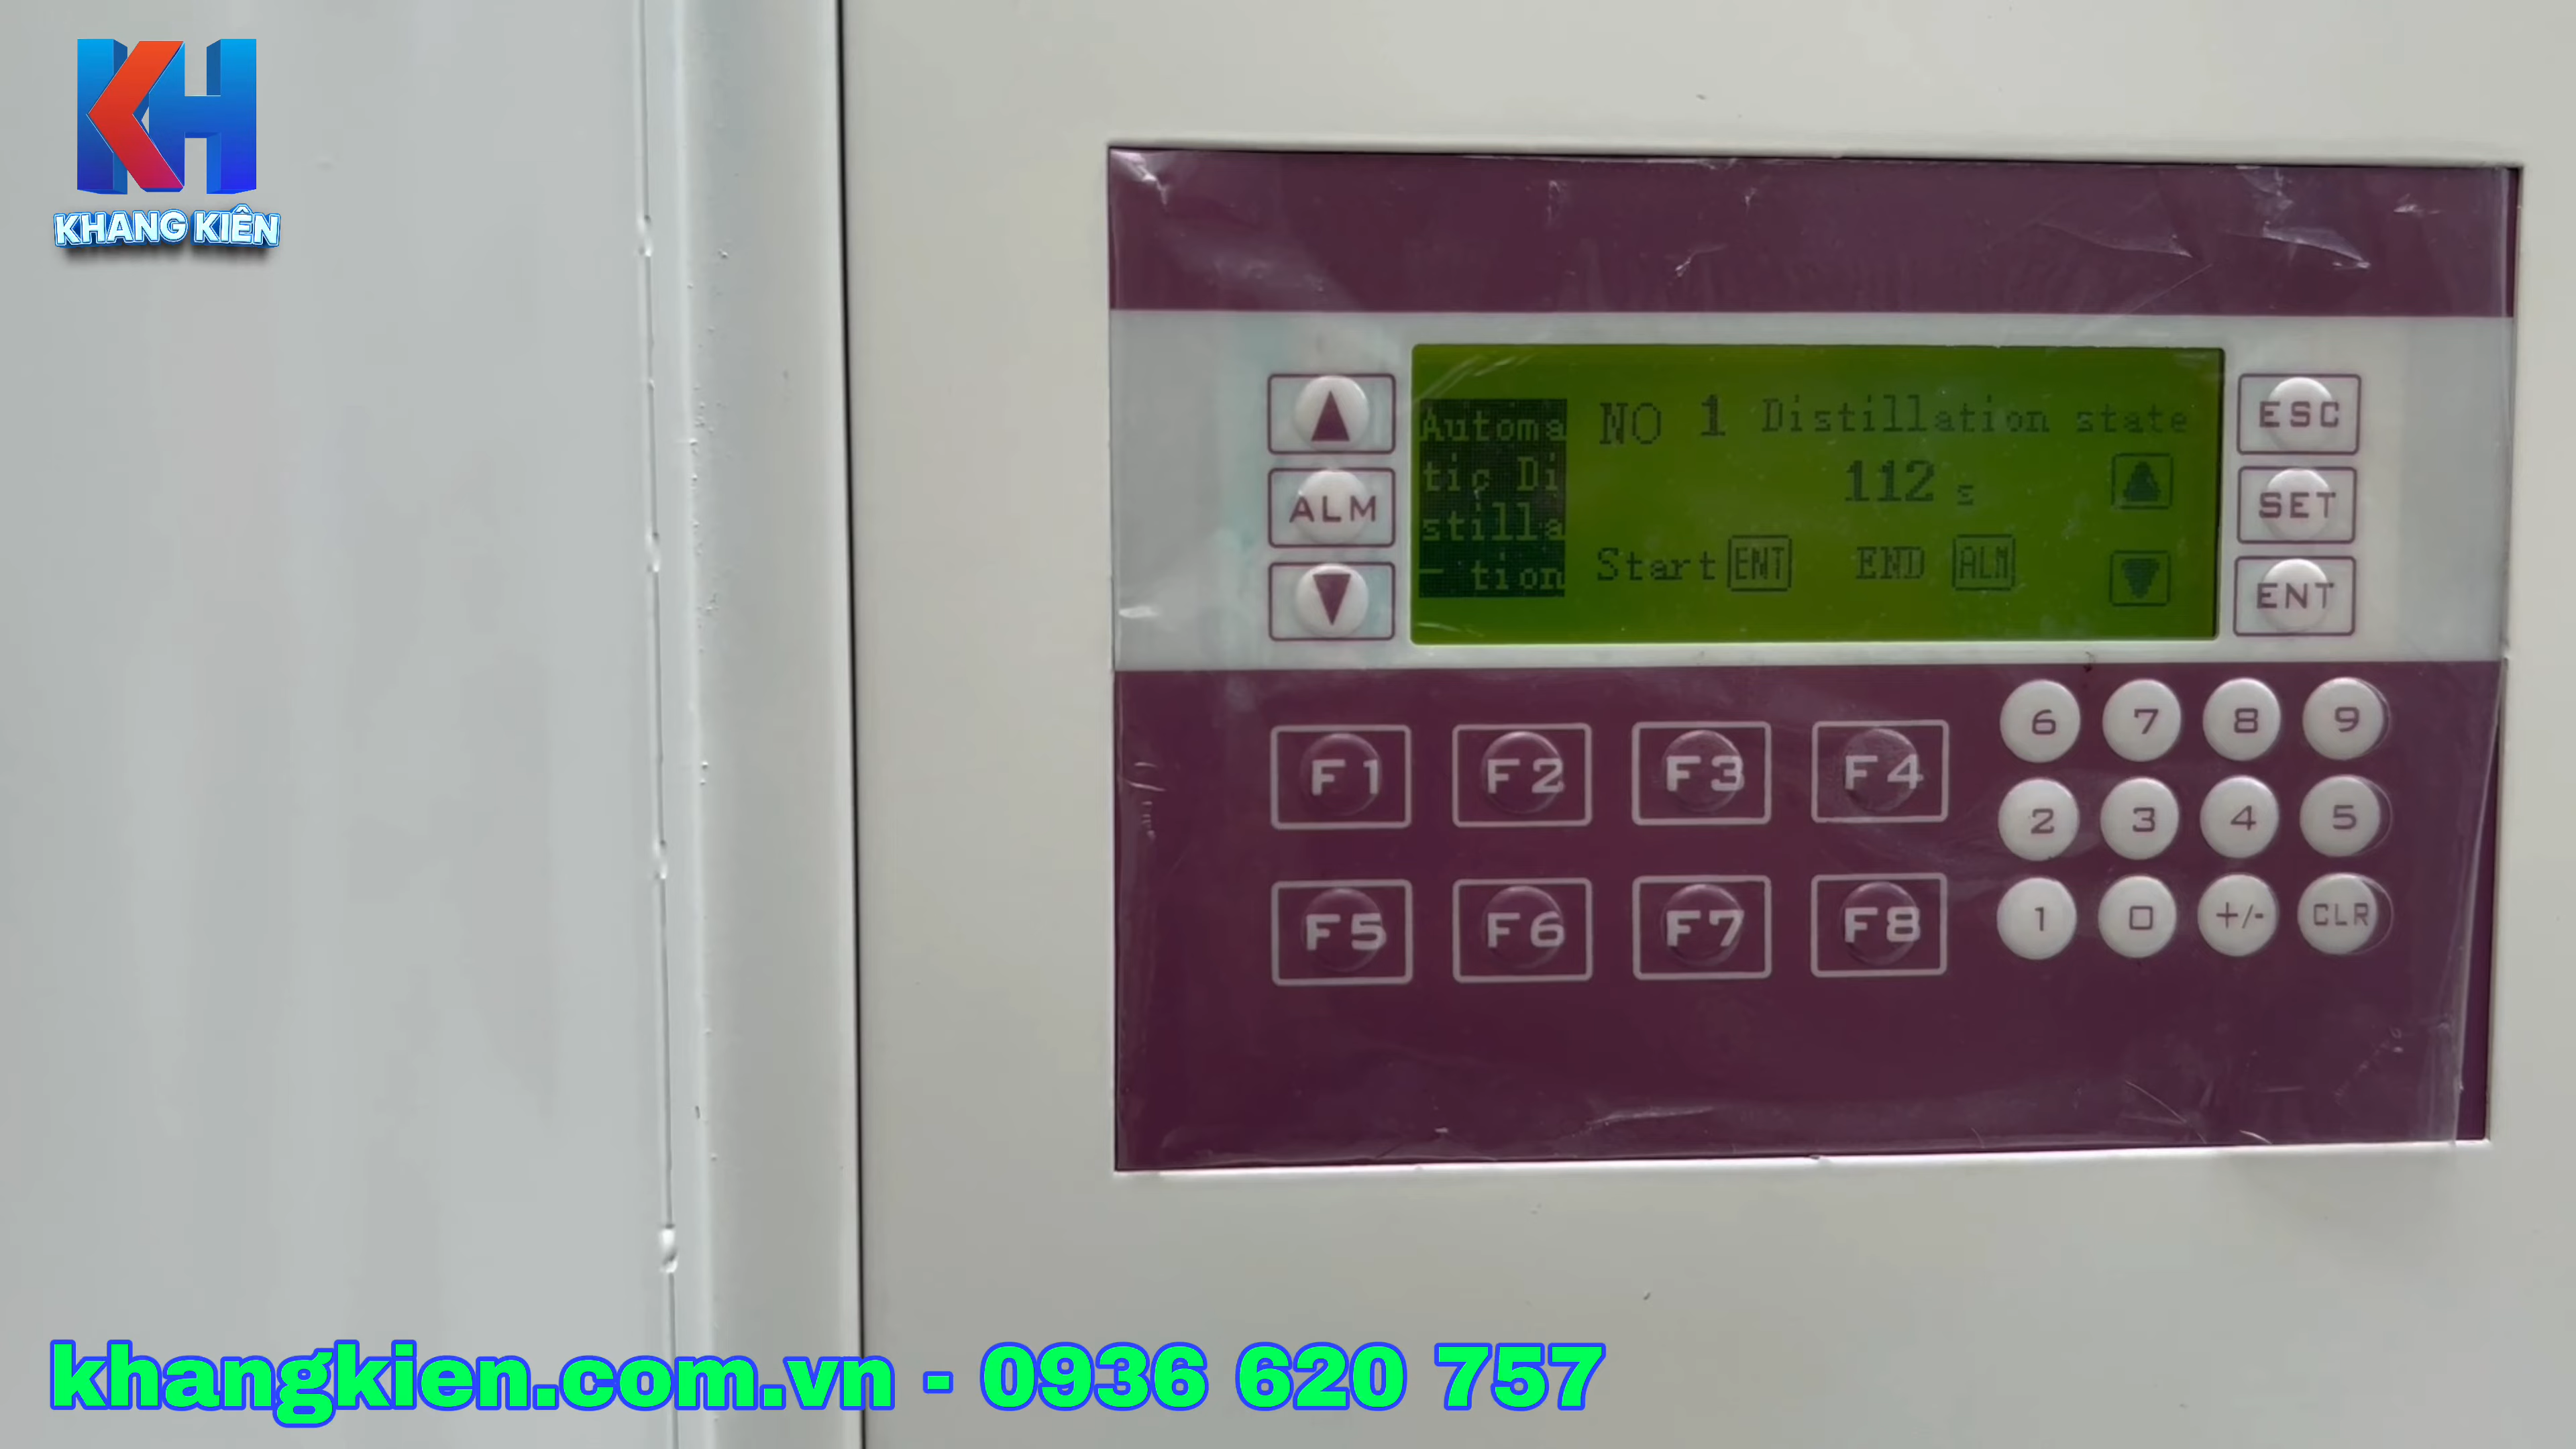 KH
KHANG KIÊN
Automa
tic Di
stilla
- tion
NO 1 Distillation state
112 s
Start ENT END ALM
ALM
ESC
SET
ENT
F1 F2 F3 F4
F5 F6 F7 F8
6 7 8 9
2 3 4 5
1 0 +/- CLR
khangkien.com.vn - 0936 620 757